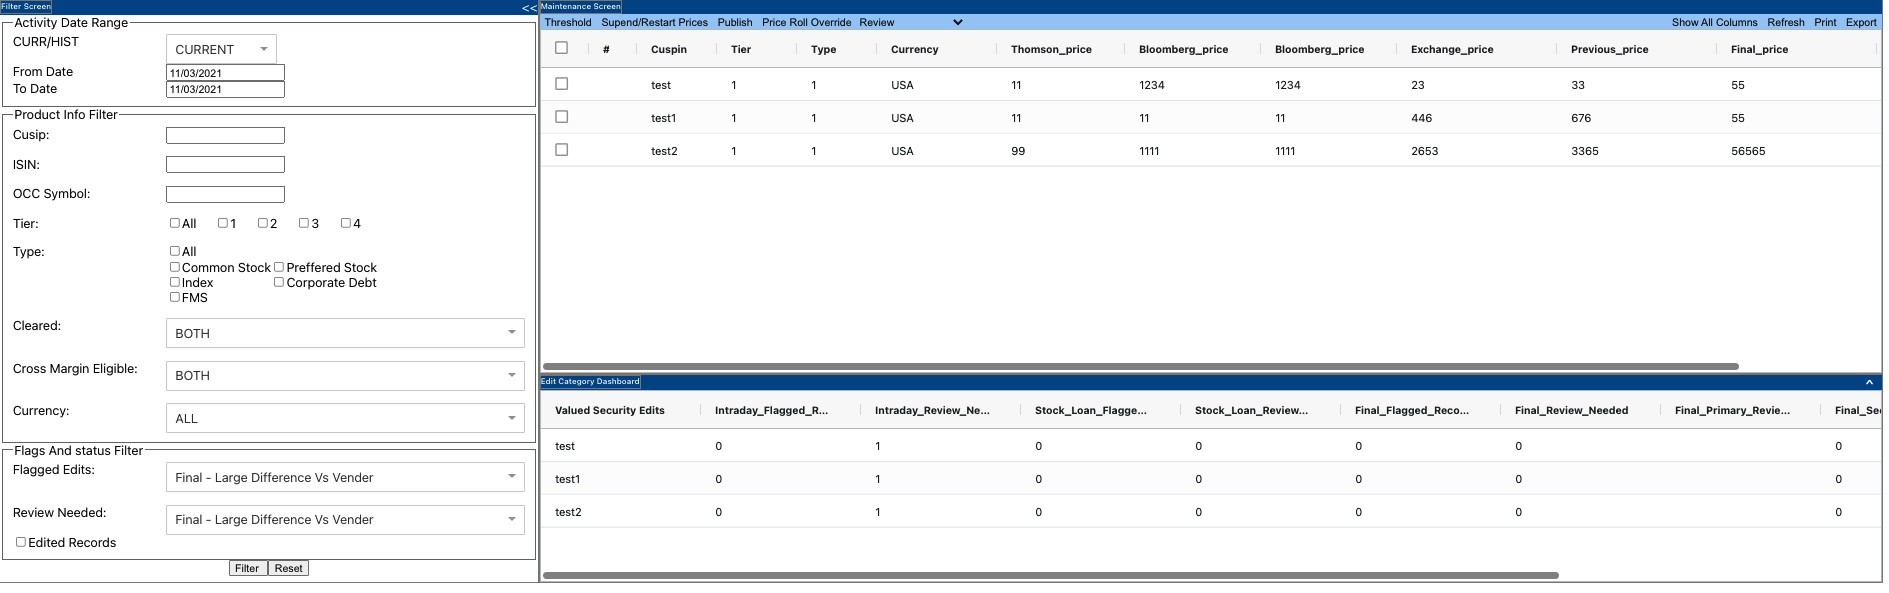 Filter Screen <<
Activity Date Range
CURR/HIST CURRENT
From Date 11/03/2021
To Date 11/03/2021
Product Info Filter
Cusip:
ISIN:
OCC Symbol:
Tier: All 1 2 3 4
Type: All
Common Stock Preffered Stock
Index Corporate Debt
FMS
Cleared: BOTH
Cross Margin Eligible: BOTH
Currency: ALL
Flags And status Filter
Flagged Edits: Final - Large Difference Vs Vender
Review Needed: Final - Large Difference Vs Vender
Edited Records
Filter Reset
Maintenance Screen
Threshold Supend/Restart Prices Publish Price Roll Override Review Show All Columns Refresh Print Export
# Cuspin Tier Type Currency Thomson_price Bloomberg_price Bloomberg_price Exchange_price Previous_price Final_price
test 1 1 USA 11 1234 1234 23 33 55
test1 1 1 USA 11 11 11 446 676 55
test2 1 1 USA 99 1111 1111 2653 3365 56565
Edit Category Dashboard ^
Valued Security Edits Intraday_Flagged_R... Intraday_Review_Ne... Stock_Loan_Flagge... Stock_Loan_Review... Final_Flagged_Reco... Final_Review_Needed Final_Primary_Revie... Final_Sec
test 0 1 0 0 0 0 0
test1 0 1 0 0 0 0 0
test2 0 1 0 0 0 0 0